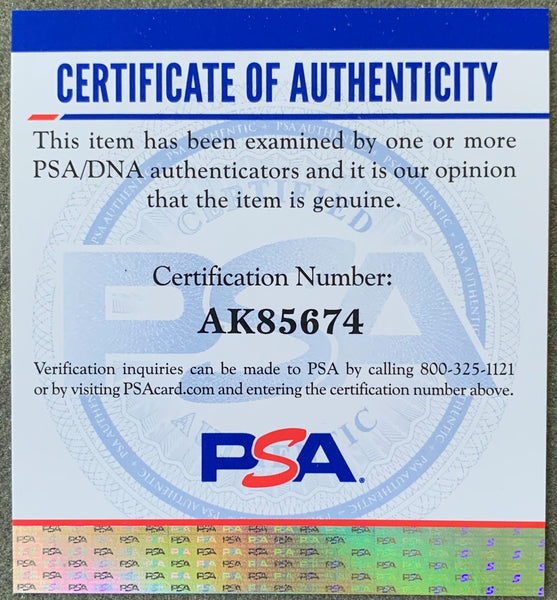 CERTIFICATE OF AUTHENTICITY
This item has been examined by one or more
PSA/DNA authenticators and it is our opinion
that the item is genuine.
Certification Number:
AK85674
Verification inquiries can be made to PSA by calling 800-325-1121
or by visiting PSAcard.com and entering the certification number above.
PSA®